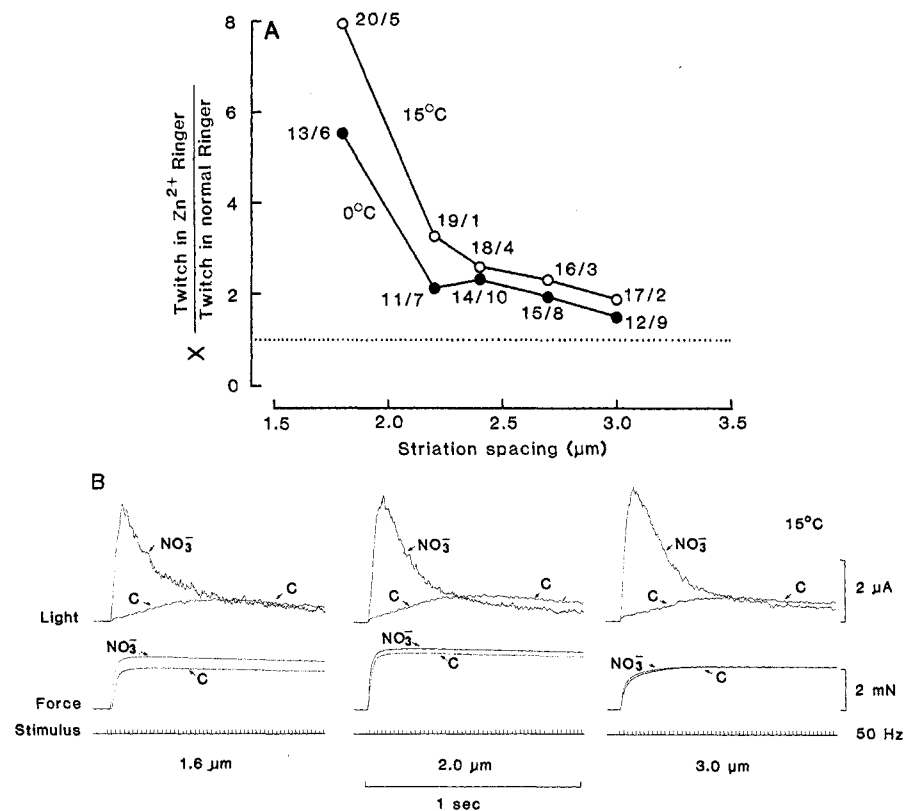 A
8
6
4
2
0
X Twitch in Zn²⁺ Ringer
Twitch in normal Ringer
20/5
15°C
13/6
0°C
19/1
18/4
16/3
17/2
11/7
14/10
15/8
12/9
1.5 2.0 2.5 3.0 3.5
Striation spacing (μm)
B
15°C
NO₃⁻
C
C
NO₃⁻
C
C
NO₃⁻
C
C
Light
2 μA
NO₃⁻
C
NO₃⁻
C
NO₃⁻
C
Force
2 mN
Stimulus
50 Hz
1.6 μm 2.0 μm 3.0 μm
1 sec